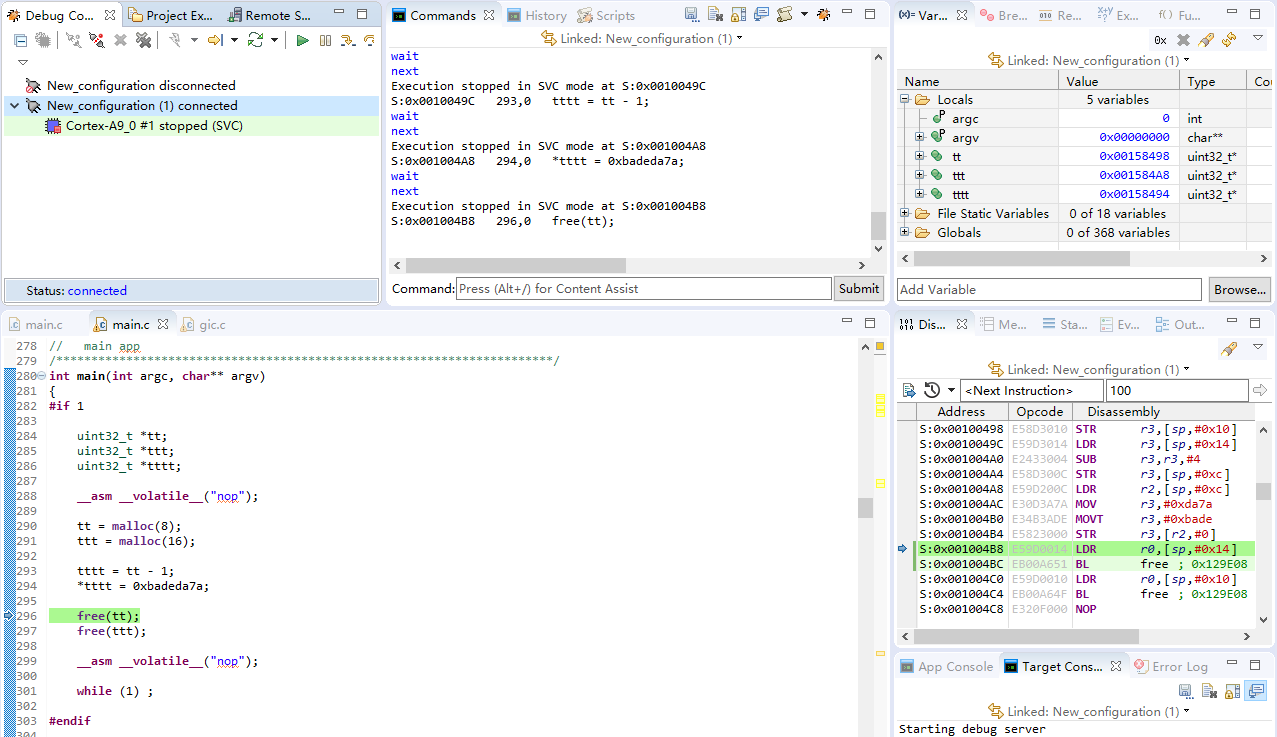 Debug Co... Project Ex... Remote S...
New_configuration disconnected
New_configuration (1) connected
Cortex-A9_0 #1 stopped (SVC)
Status: connected
Commands History Scripts
Linked: New_configuration (1)
wait
next
Execution stopped in SVC mode at S:0x0010049C
S:0x0010049C 293,0 tttt = tt - 1;
wait
next
Execution stopped in SVC mode at S:0x001004A8
S:0x001004A8 294,0 *tttt = 0xbadeda7a;
wait
next
Execution stopped in SVC mode at S:0x001004B8
S:0x001004B8 296,0 free(tt);
Command: Press (Alt+/) for Content Assist Submit
(x)= Var... Bre... 010 Re... x+y Ex... f() Fu...
0x
Linked: New_configuration (1)
Name Value Type Cou
Locals 5 variables
argc 0 int
argv 0x00000000 char**
tt 0x00158498 uint32_t*
ttt 0x001584A8 uint32_t*
tttt 0x00158494 uint32_t*
File Static Variables 0 of 18 variables
Globals 0 of 368 variables
Add Variable Browse...
main.c main.c gic.c
278 // main app
279 /***********************************************************************/
280 int main(int argc, char** argv)
281 {
282 #if 1
283
284 uint32_t *tt;
285 uint32_t *ttt;
286 uint32_t *tttt;
287
288 __asm __volatile__("nop");
289
290 tt = malloc(8);
291 ttt = malloc(16);
292
293 tttt = tt - 1;
294 *tttt = 0xbadeda7a;
295
296 free(tt);
297 free(ttt);
298
299 __asm __volatile__("nop");
300
301 while (1) ;
302
303 #endif
304
Dis... Me... Sta... Ev... Out...
Linked: New_configuration (1)
<Next Instruction> 100
Address Opcode Disassembly
S:0x00100498 E58D3010 STR r3,[sp,#0x10]
S:0x0010049C E59D3014 LDR r3,[sp,#0x14]
S:0x001004A0 E2433004 SUB r3,r3,#4
S:0x001004A4 E58D300C STR r3,[sp,#0xc]
S:0x001004A8 E59D200C LDR r2,[sp,#0xc]
S:0x001004AC E30D3A7A MOV r3,#0xda7a
S:0x001004B0 E34B3ADE MOVT r3,#0xbade
S:0x001004B4 E5823000 STR r3,[r2,#0]
S:0x001004B8 E59D0014 LDR r0,[sp,#0x14]
S:0x001004BC EB00A651 BL free ; 0x129E08
S:0x001004C0 E59D0010 LDR r0,[sp,#0x10]
S:0x001004C4 EB00A64F BL free ; 0x129E08
S:0x001004C8 E320F000 NOP
App Console Target Cons... Error Log
Linked: New_configuration (1)
Starting debug server